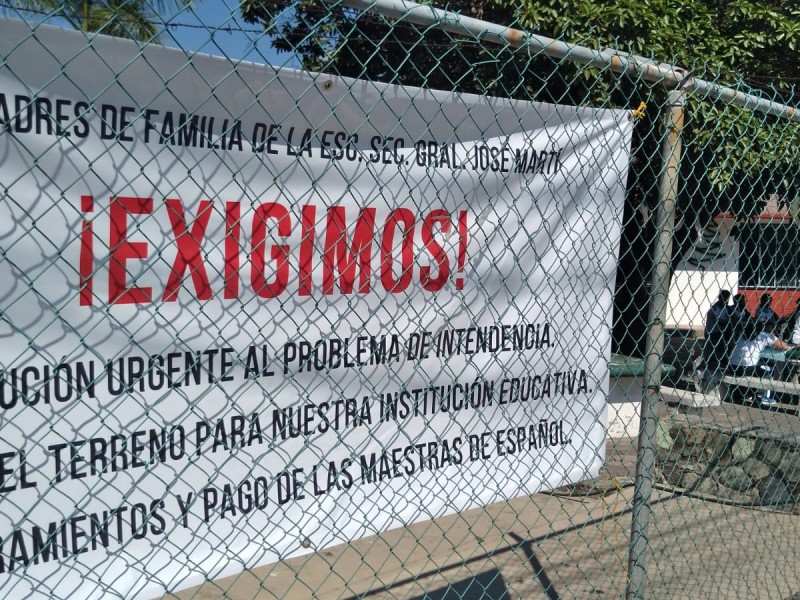 ADRES DE FAMILIA DE LA ESC. SEC. GRAL. JOSÉ MARTÍ
¡EXIGIMOS!
UCIÓN URGENTE AL PROBLEMA DE INTENDENCIA.
EL TERRENO PARA NUESTRA INSTITUCIÓN EDUCATIVA.
RAMIENTOS Y PAGO DE LAS MAESTRAS DE ESPAÑOL.